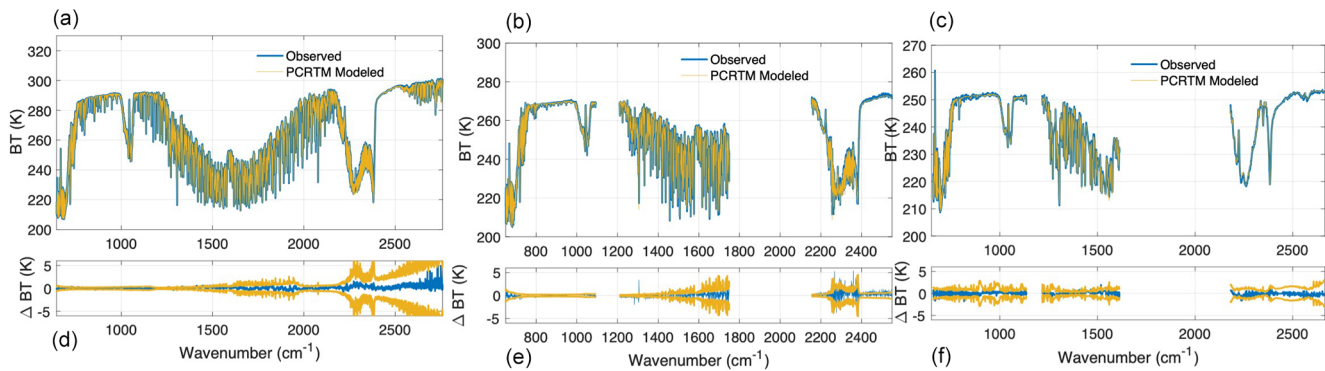 (a)
320
300
280
260
240
220
200
BT (K)
Observed
PCRTM Modeled
1000 1500 2000 2500
5
0
-5
Δ BT (K)
1000 1500 2000 2500
(d)
Wavenumber (cm⁻¹)
(b)
300
280
260
240
220
200
BT (K)
Observed
PCRTM Modeled
800 1000 1200 1400 1600 1800 2000 2200 2400
5
0
-5
Δ BT (K)
800 1000 1200 1400 1600 1800 2000 2200 2400
(e)
Wavenumber (cm⁻¹)
(c)
270
260
250
240
230
220
210
200
BT (K)
Observed
PCRTM Modeled
1000 1500 2000 2500
5
0
-5
Δ BT (K)
1000 1500 2000 2500
(f)
Wavenumber (cm⁻¹)